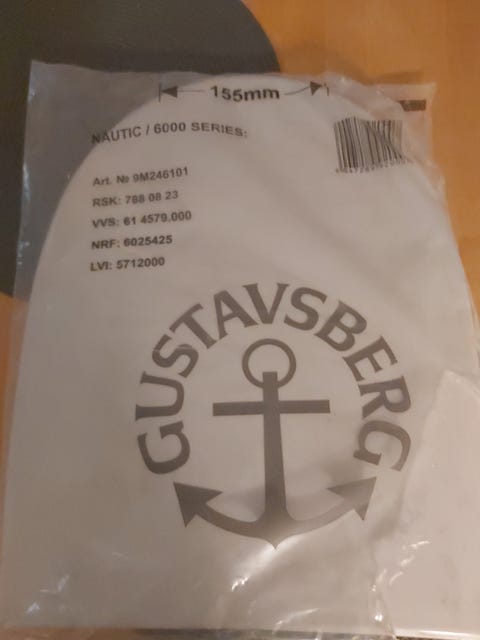 155mm
NAUTIC / 6000 SERIES:
Art. № 9M246101
RSK: 788 08 23
VVS: 61 4579.000
NRF: 6025425
LVI: 5712000
GUSTAVSBERG